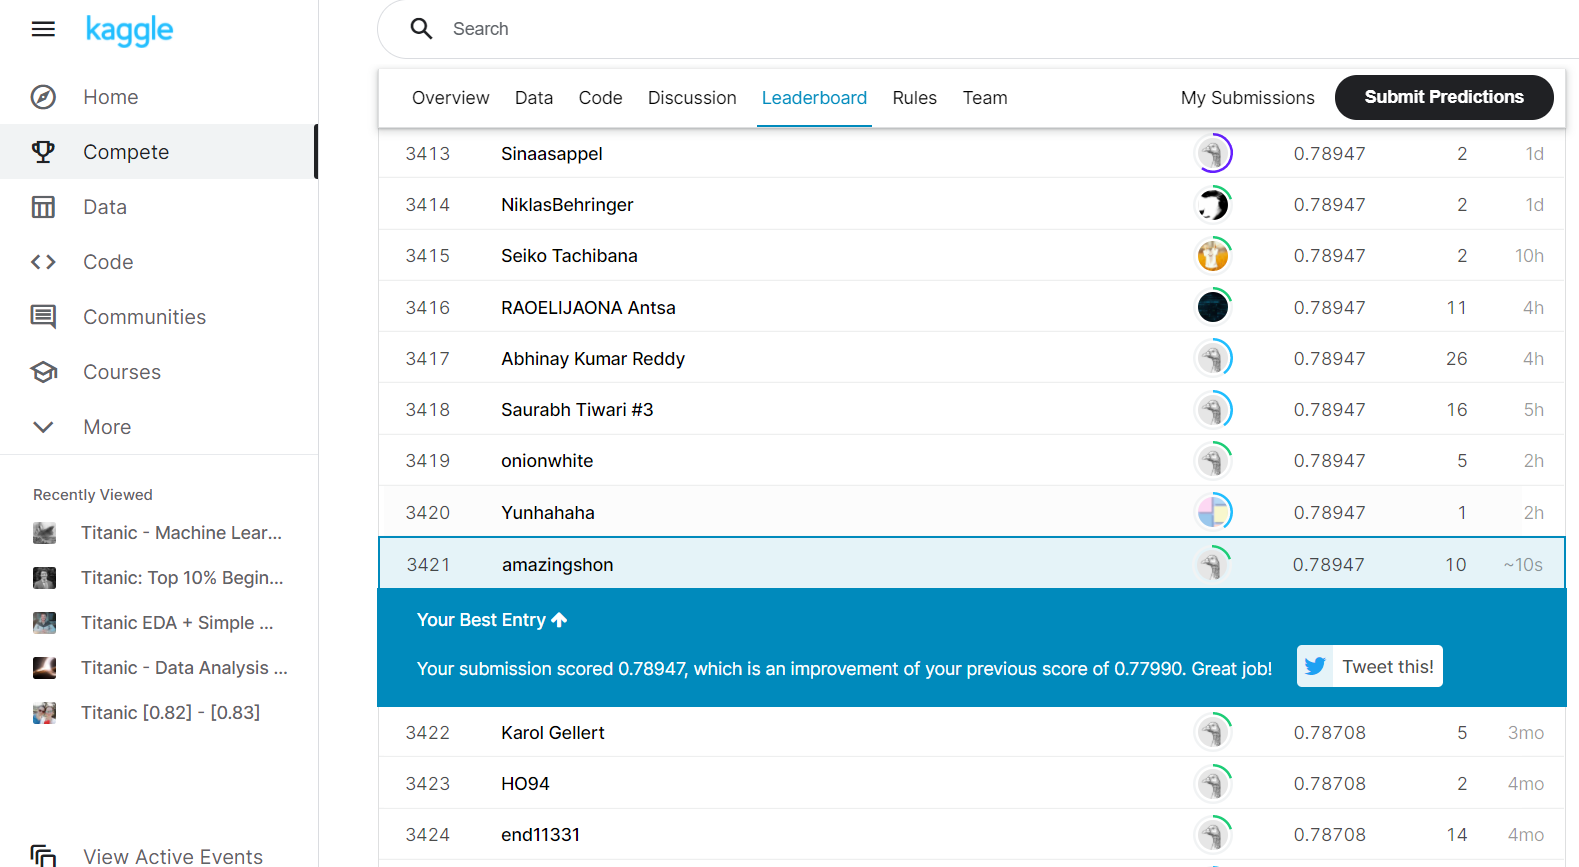 kaggle
Search
Home
Compete
Data
Code
Communities
Courses
More
Recently Viewed
Titanic - Machine Lear...
Titanic: Top 10% Begin...
Titanic EDA + Simple ...
Titanic - Data Analysis ...
Titanic [0.82] - [0.83]
View Active Events
Overview Data Code Discussion Leaderboard Rules Team My Submissions Submit Predictions
3413 Sinaasappel 0.78947 2 1d
3414 NiklasBehringer 0.78947 2 1d
3415 Seiko Tachibana 0.78947 2 10h
3416 RAOELIJAONA Antsa 0.78947 11 4h
3417 Abhinay Kumar Reddy 0.78947 26 4h
3418 Saurabh Tiwari #3 0.78947 16 5h
3419 onionwhite 0.78947 5 2h
3420 Yunhahaha 0.78947 1 2h
3421 amazingshon 0.78947 10 ~10s
Your Best Entry
Your submission scored 0.78947, which is an improvement of your previous score of 0.77990. Great job! Tweet this!
3422 Karol Gellert 0.78708 5 3mo
3423 HO94 0.78708 2 4mo
3424 end11331 0.78708 14 4mo